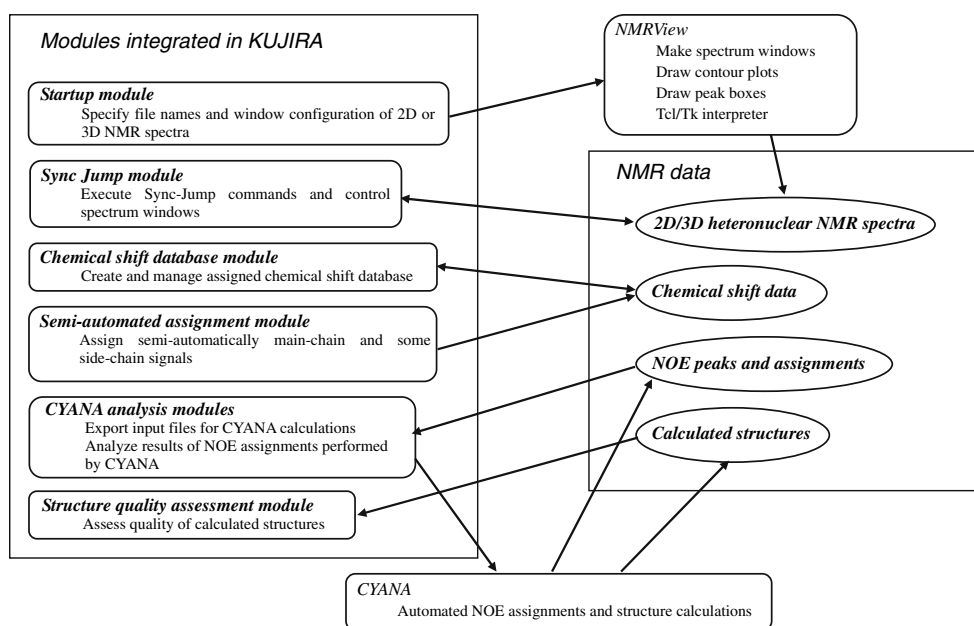 Modules integrated in KUJIRA
Startup module
Specify file names and window configuration of 2D or
3D NMR spectra
Sync Jump module
Execute Sync-Jump commands and control
spectrum windows
Chemical shift database module
Create and manage assigned chemical shift database
Semi-automated assignment module
Assign semi-automatically main-chain and some
side-chain signals
CYANA analysis modules
Export input files for CYANA calculations
Analyze results of NOE assignments performed
by CYANA
Structure quality assessment module
Assess quality of calculated structures
NMRView
Make spectrum windows
Draw contour plots
Draw peak boxes
Tcl/Tk interpreter
NMR data
2D/3D heteronuclear NMR spectra
Chemical shift data
NOE peaks and assignments
Calculated structures
CYANA
Automated NOE assignments and structure calculations